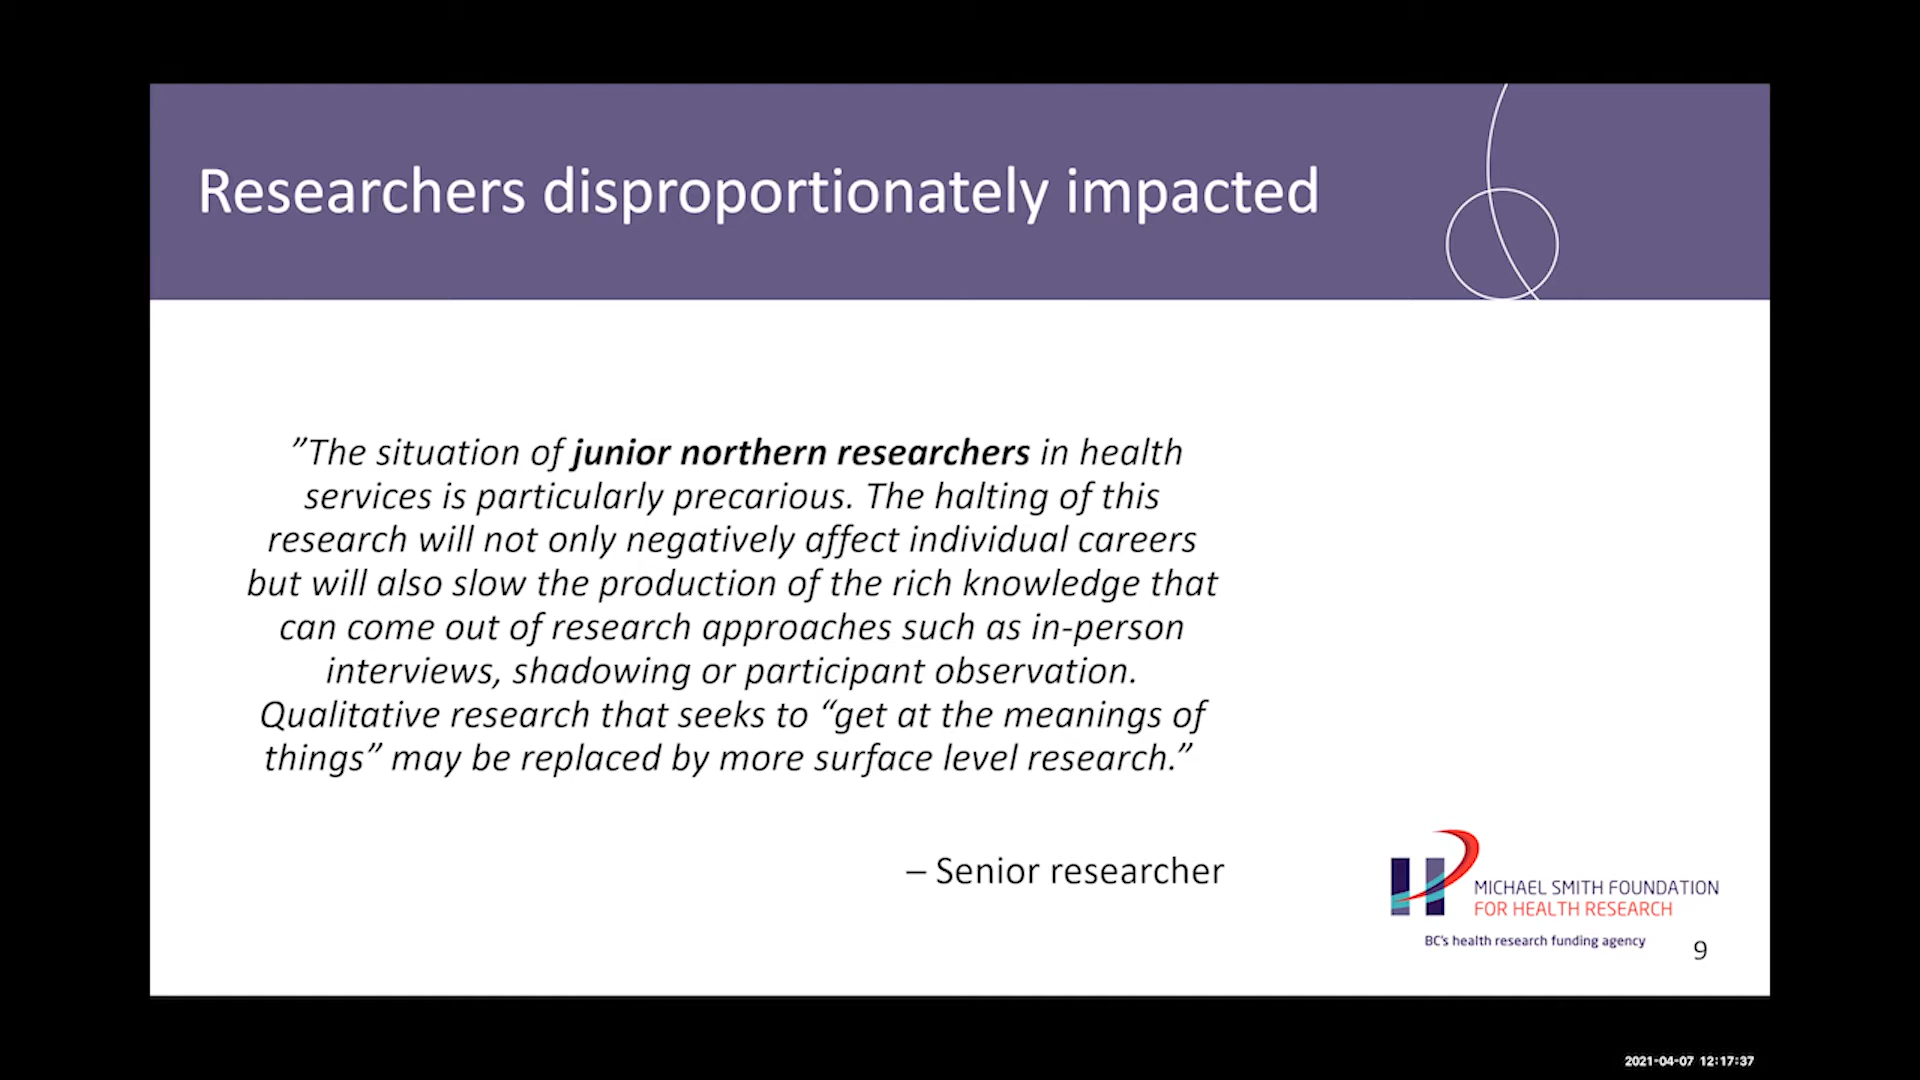 Researchers disproportionately impacted
”The situation of junior northern researchers in health
services is particularly precarious. The halting of this
research will not only negatively affect individual careers
but will also slow the production of the rich knowledge that
can come out of research approaches such as in-person
interviews, shadowing or participant observation.
Qualitative research that seeks to “get at the meanings of
things” may be replaced by more surface level research.”
– Senior researcher
MICHAEL SMITH FOUNDATION
FOR HEALTH RESEARCH
BC's health research funding agency
9
2021-04-07 12:17:37